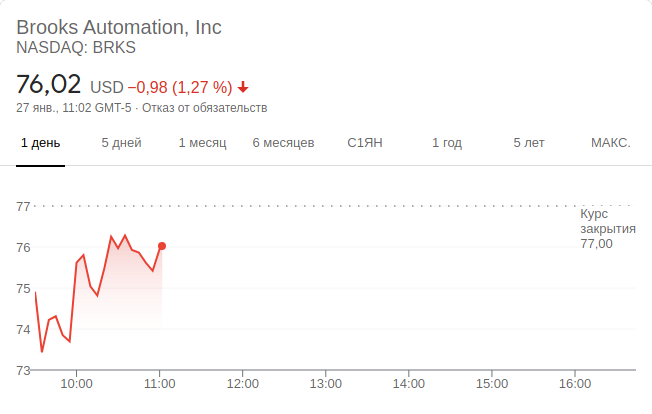 Brooks Automation, Inc
NASDAQ: BRKS
76,02 USD −0,98 (1,27 %)
27 янв., 11:02 GMT-5 · Отказ от обязательств
1 день 5 дней 1 месяц 6 месяцев С1ЯН 1 год 5 лет МАКС.
77
Курс
закрытия
77,00
76
75
74
73
10:00 11:00 12:00 13:00 14:00 15:00 16:00